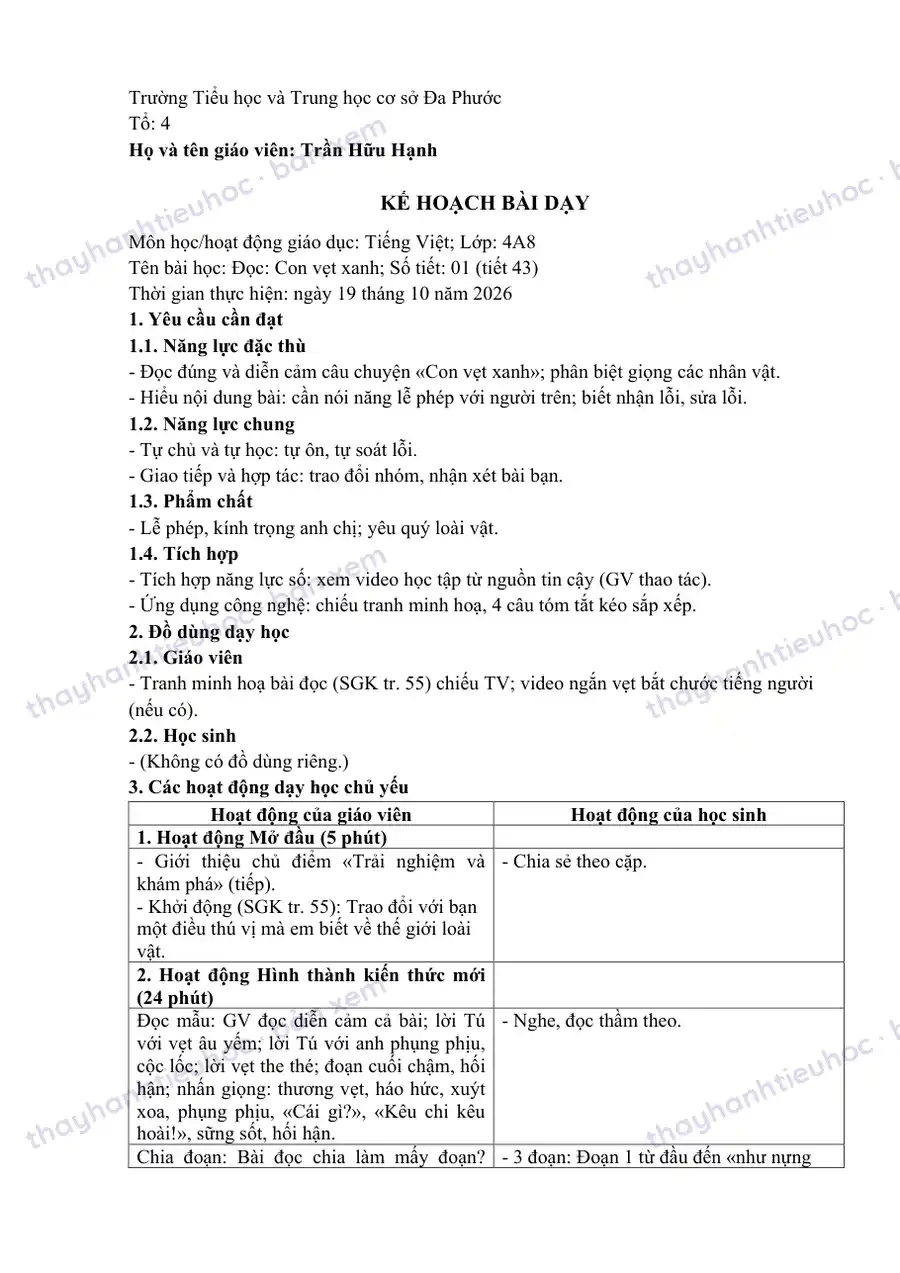 Trường Tiểu học và Trung học cơ sở Đa Phước
Tổ: 4
Họ và tên giáo viên: Trần Hữu Hạnh
KẾ HOẠCH BÀI DẠY
Môn học/hoạt động giáo dục: Tiếng Việt; Lớp: 4A8
Tên bài học: Đọc: Con vẹt xanh; Số tiết: 01 (tiết 43)
Thời gian thực hiện: ngày 19 tháng 10 năm 2026
1. Yêu cầu cần đạt
1.1. Năng lực đặc thù
- Đọc đúng và diễn cảm câu chuyện «Con vẹt xanh»; phân biệt giọng các nhân vật.
- Hiểu nội dung bài: cần nói năng lễ phép với người trên; biết nhận lỗi, sửa lỗi.
1.2. Năng lực chung
- Tự chủ và tự học: tự ôn, tự soát lỗi.
- Giao tiếp và hợp tác: trao đổi nhóm, nhận xét bài bạn.
1.3. Phẩm chất
- Lễ phép, kính trọng anh chị; yêu quý loài vật.
1.4. Tích hợp
- Tích hợp năng lực số: xem video học tập từ nguồn tin cậy (GV thao tác).
- Ứng dụng công nghệ: chiếu tranh minh hoạ, 4 câu tóm tắt kéo sắp xếp.
2. Đồ dùng dạy học
2.1. Giáo viên
- Tranh minh hoạ bài đọc (SGK tr. 55) chiếu TV; video ngắn vẹt bắt chước tiếng người
(nếu có).
2.2. Học sinh
- (Không có đồ dùng riêng.)
3. Các hoạt động dạy học chủ yếu
Hoạt động của giáo viên
Hoạt động của học sinh
1. Hoạt động Mở đầu (5 phút)
- Giới thiệu chủ điểm «Trải nghiệm và
khám phá» (tiếp).
- Khởi động (SGK tr. 55): Trao đổi với bạn
một điều thú vị mà em biết về thế giới loài
vật.
- Chia sẻ theo cặp.
2. Hoạt động Hình thành kiến thức mới
(24 phút)
Đọc mẫu: GV đọc diễn cảm cả bài; lời Tú
với vẹt âu yếm; lời Tú với anh phụng phịu,
cộc lốc; lời vẹt the thé; đoạn cuối chậm, hối
hận; nhấn giọng: thương vẹt, háo hức, xuýt
xoa, phụng phịu, «Cái gì?», «Kêu chi kêu
hoài!», sững sốt, hối hận.
- Nghe, đọc thầm theo.
Chia đoạn: Bài đọc chia làm mấy đoạn?
- 3 đoạn: Đoạn 1 từ đầu đến «như nựng
thayhanhtieuhoc · bản xem
thayhanhtieuhoc · b
thayhanhtieuhoc · bản xem
thayhanhtieuhoc · b
thayhanhtieuhoc · bản xem
thayhanhtieuhoc · b